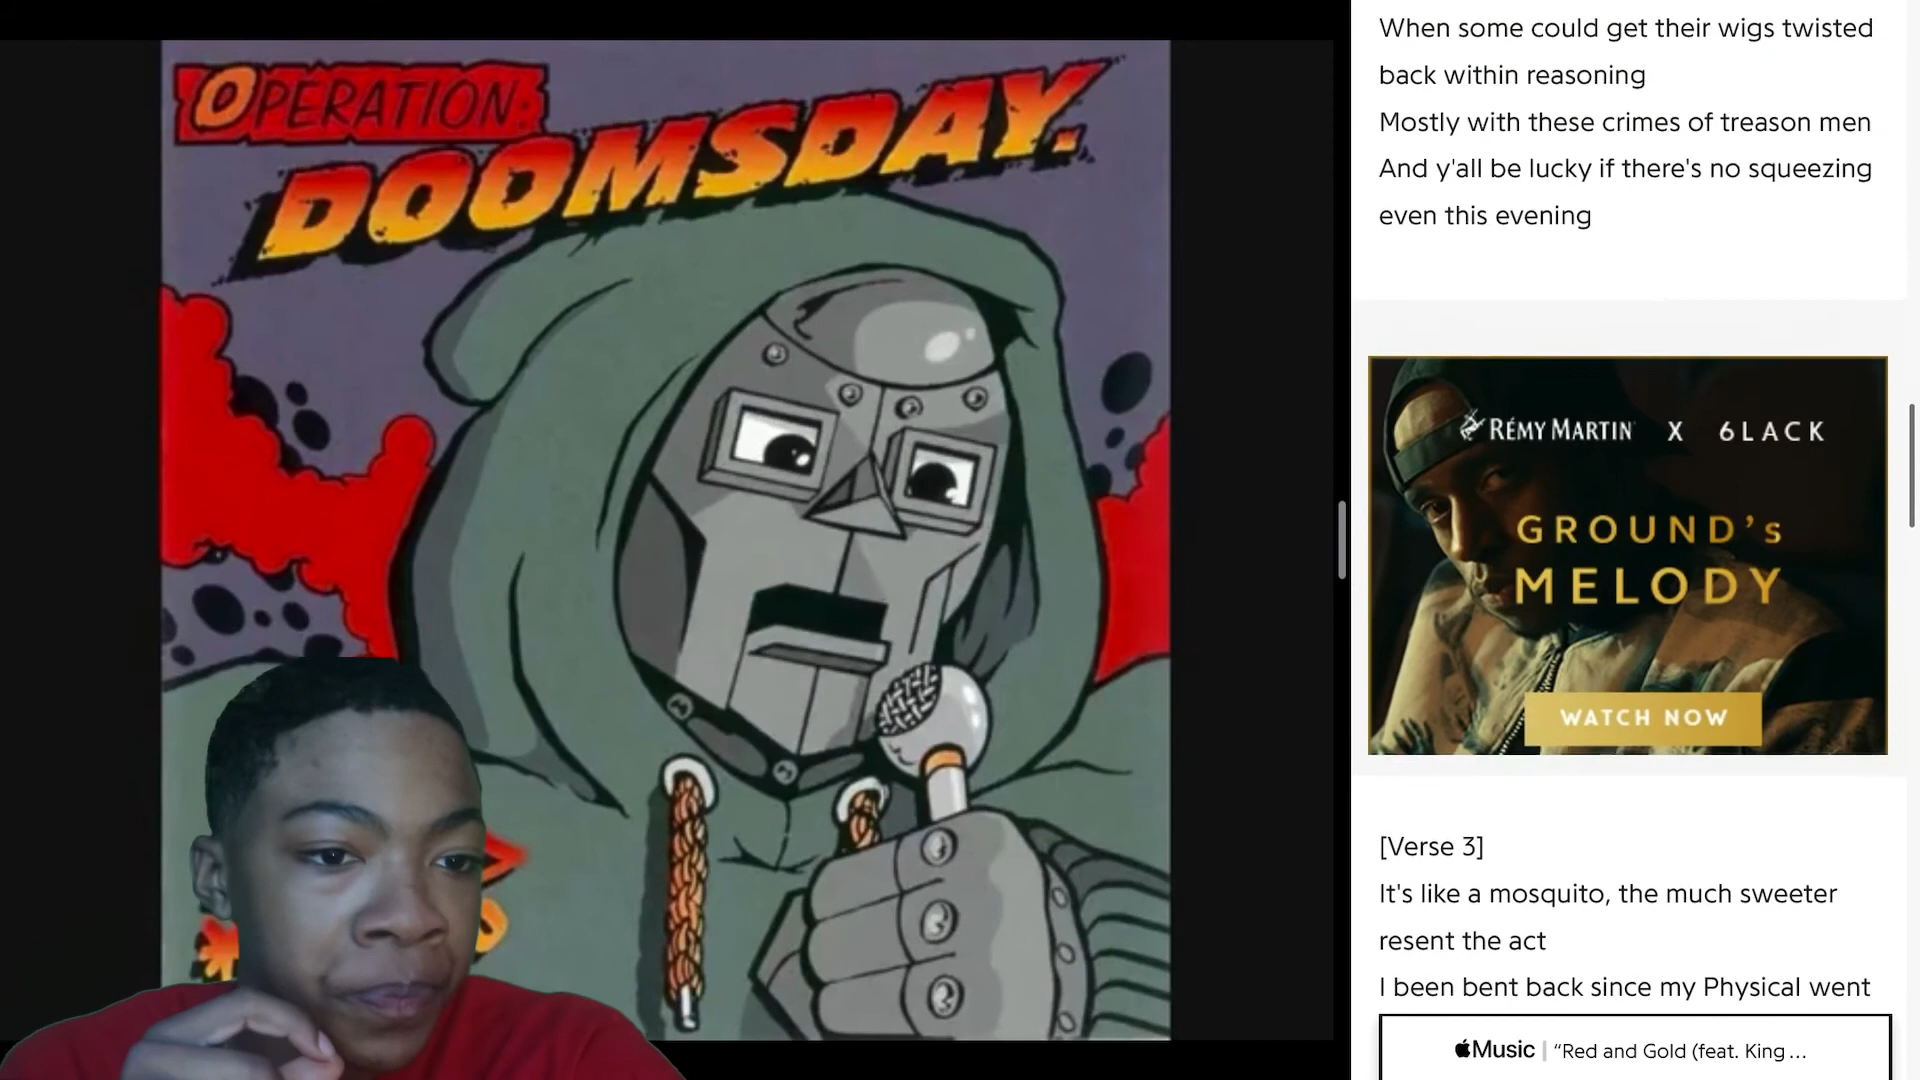 OPERATION:
DOOMSDAY.
When some could get their wigs twisted
back within reasoning
Mostly with these crimes of treason men
And y'all be lucky if there's no squeezing
even this evening
RÉMY MARTIN X 6LACK
GROUND's
MELODY
WATCH NOW
[Verse 3]
It's like a mosquito, the much sweeter
resent the act
I been bent back since my Physical went
Music | “Red and Gold (feat. King ...